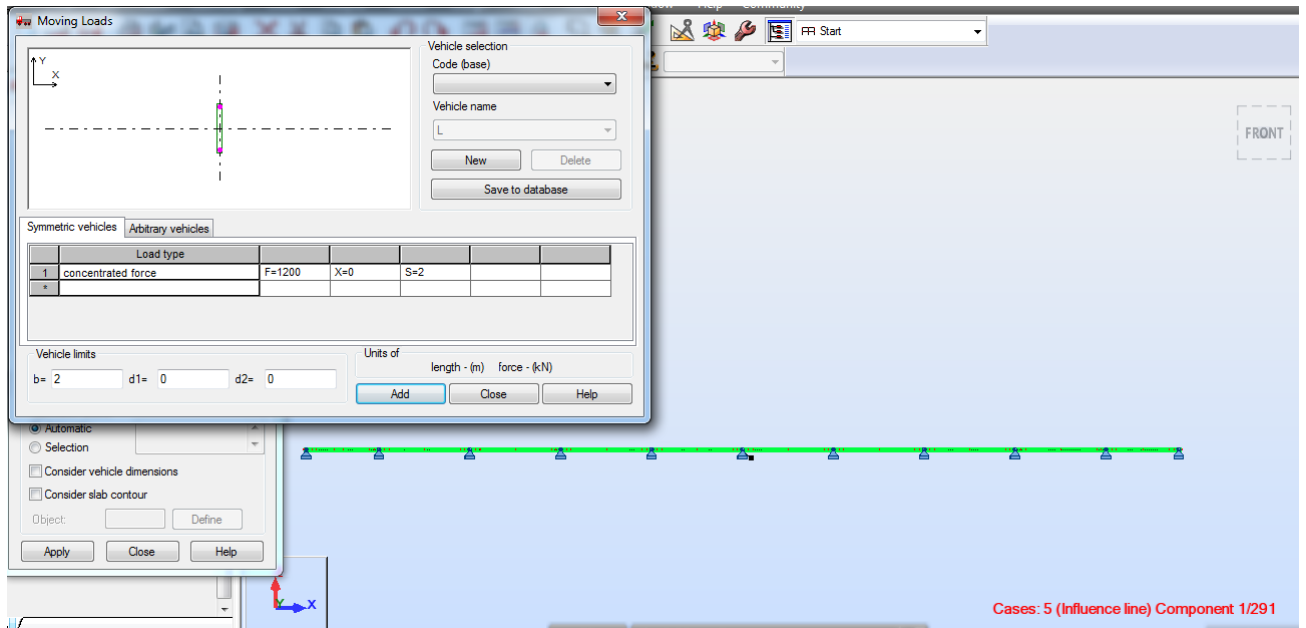 Help Community
Moving Loads
Start
Y
X
Vehicle selection
Code (base)
Vehicle name
L
New Delete
Save to database
FRONT
Symmetric vehicles Arbitrary vehicles
Load type
1 concentrated force F=1200 X=0 S=2
*
Vehicle limits
b= 2 d1= 0 d2= 0
Units of
length - (m) force - (kN)
Add Close Help
Automatic
Selection
Consider vehicle dimensions
Consider slab contour
Object: Define
Apply Close Help
X
Cases: 5 (Influence line) Component 1/291